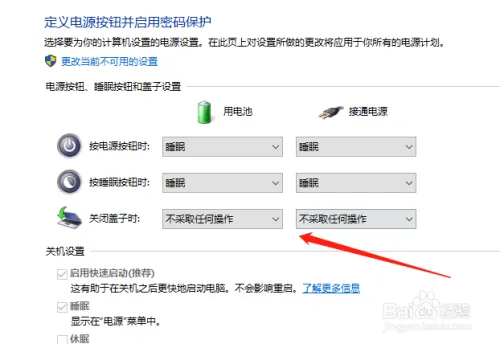 定义电源按钮并启用密码保护
选择要为你的计算机设置的电源设置。在此页上对设置所做的更改将应用于你所有的电源计划。
更改当前不可用的设置
电源按钮、睡眠按钮和盖子设置
用电池 接通电源
按电源按钮时: 睡眠 睡眠
按睡眠按钮时: 睡眠 睡眠
关闭盖子时: 不采取任何操作 不采取任何操作
关机设置
启用快速启动(推荐)
这有助于在关机之后更快地启动电脑。不会影响重启。了解更多信息
睡眠
显示在“电源”菜单中。
休眠
Baidu 经验
jingyan.baidu.com